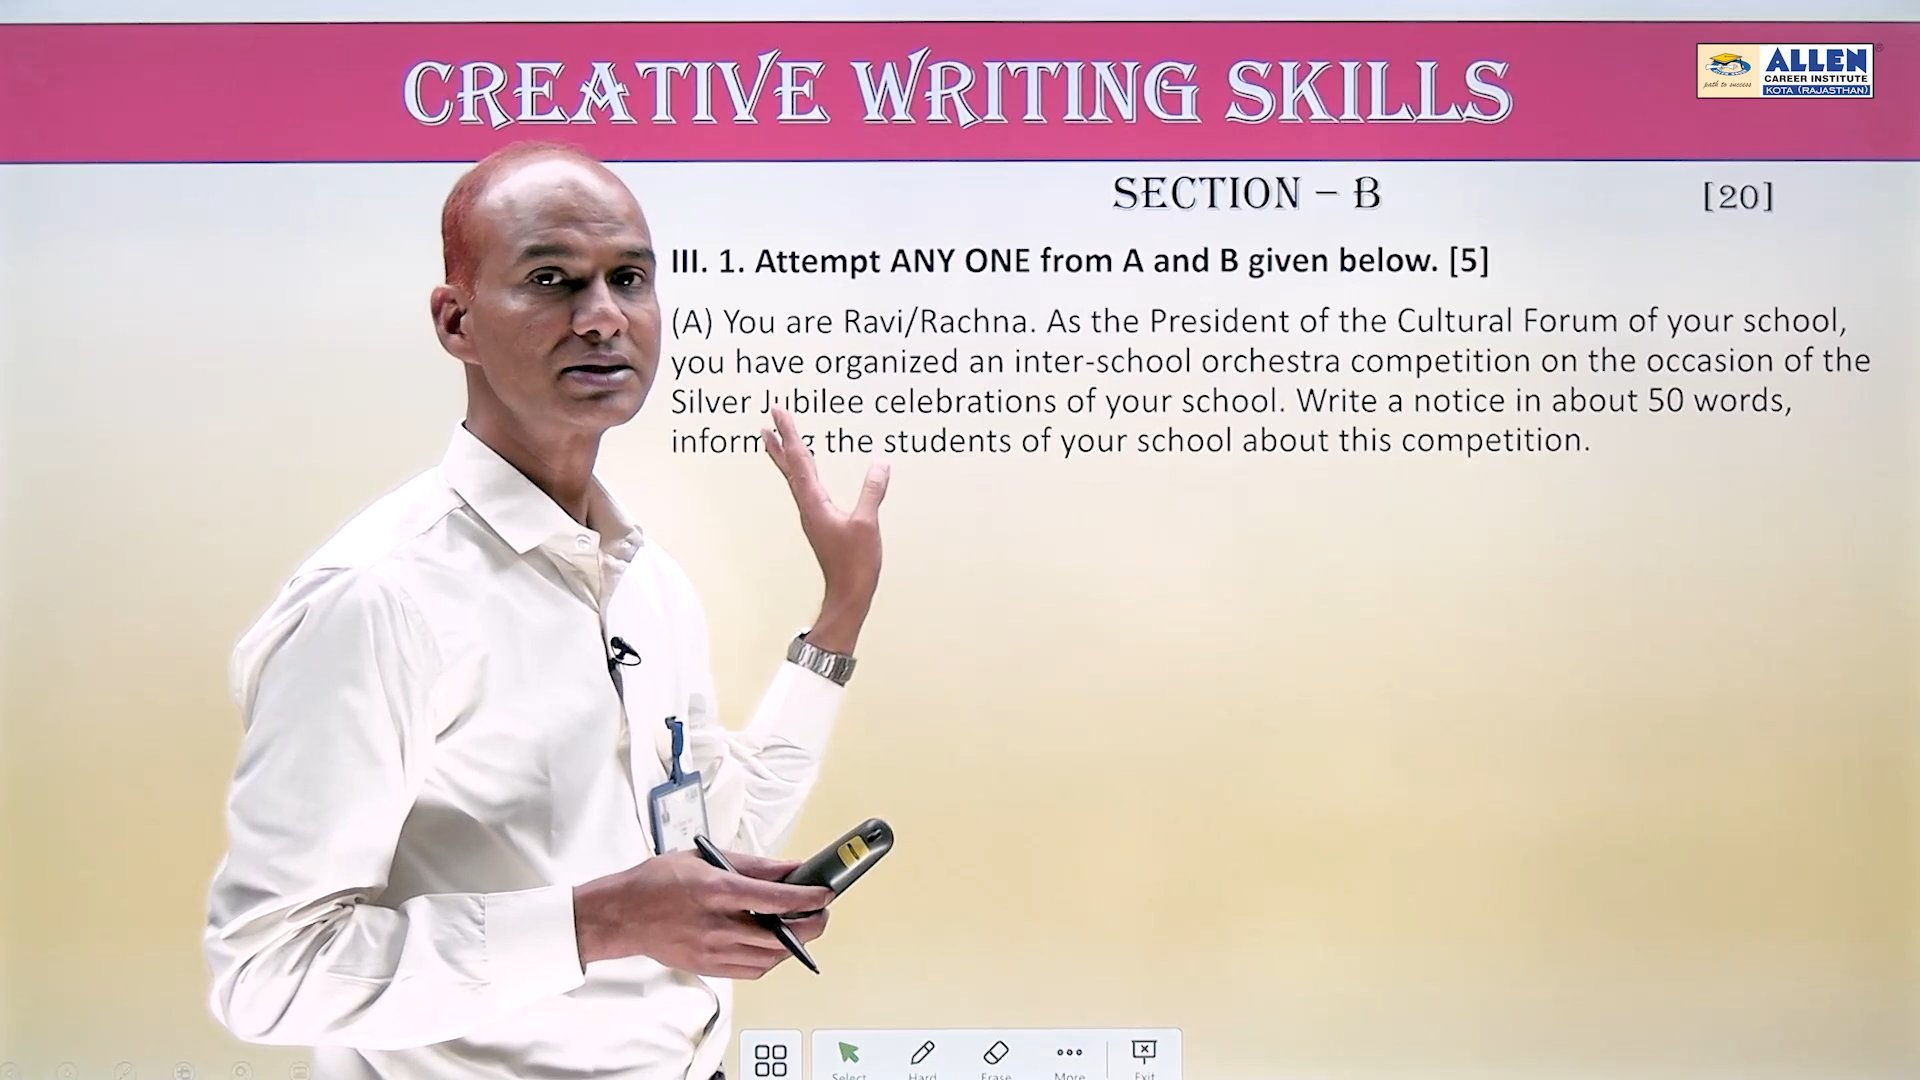 CREATIVE WRITING SKILLS
ALLEN
CAREER INSTITUTE
path to success
KOTA (RAJASTHAN)
SECTION – B [20]
III. 1. Attempt ANY ONE from A and B given below. [5]
(A) You are Ravi/Rachna. As the President of the Cultural Forum of your school,
you have organized an inter-school orchestra competition on the occasion of the
Silver Jubilee celebrations of your school. Write a notice in about 50 words,
informing the students of your school about this competition.
Select Hard Erase More Exit